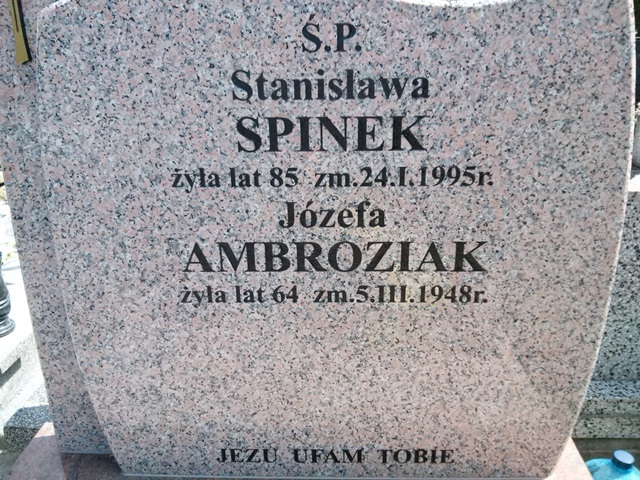 Ś.P.
Stanisława
SPINEK
żyła lat 85 zm.24.I.1995r.
Józefa
AMBROZIAK
żyła lat 64 zm.5.III.1948r.
JEZU UFAM TOBIE